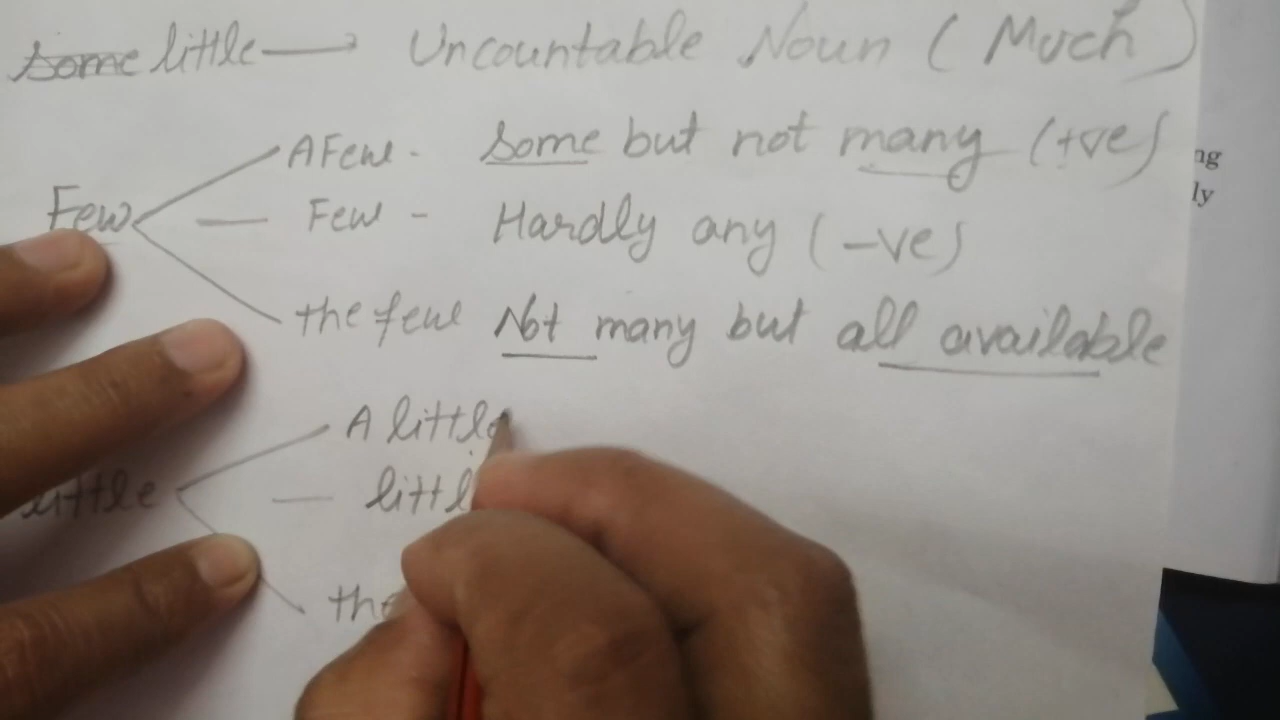 some little → Uncountable Noun (Much)
A Few - Some but not many (+ve)
Few — Few - Hardly any (-ve)
the few Not many but all available
A little
little — littl
the
ng
ly